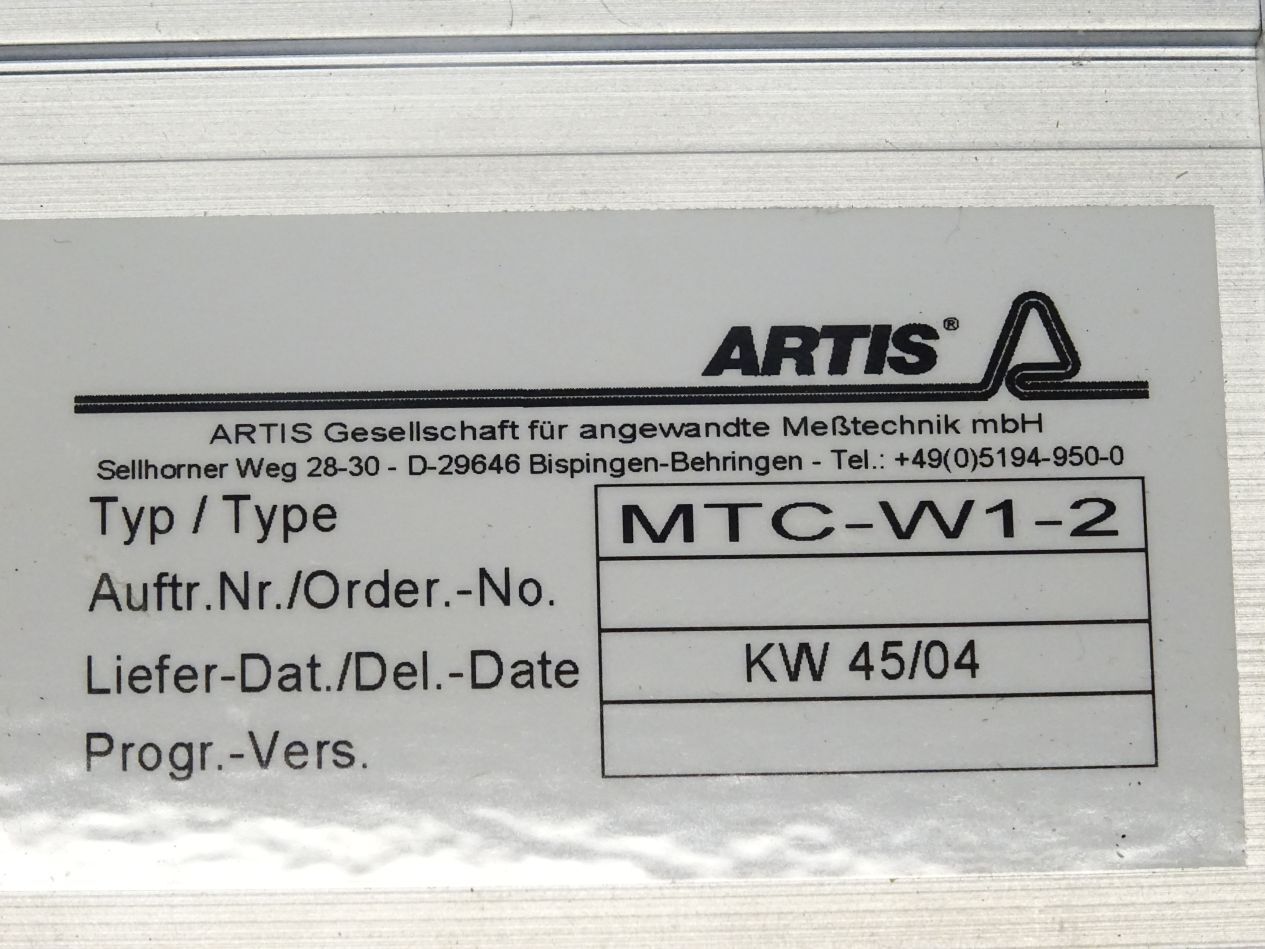 ARTIS®
ARTIS Gesellschaft für angewandte Meßtechnik mbH
Sellhorner Weg 28-30 - D-29646 Bispingen-Behringen - Tel.: +49(0)5194-950-0
Typ / Type MTC-W1-2
Auftr.Nr./Order.-No.
Liefer-Dat./Del.-Date KW 45/04
Progr.-Vers.